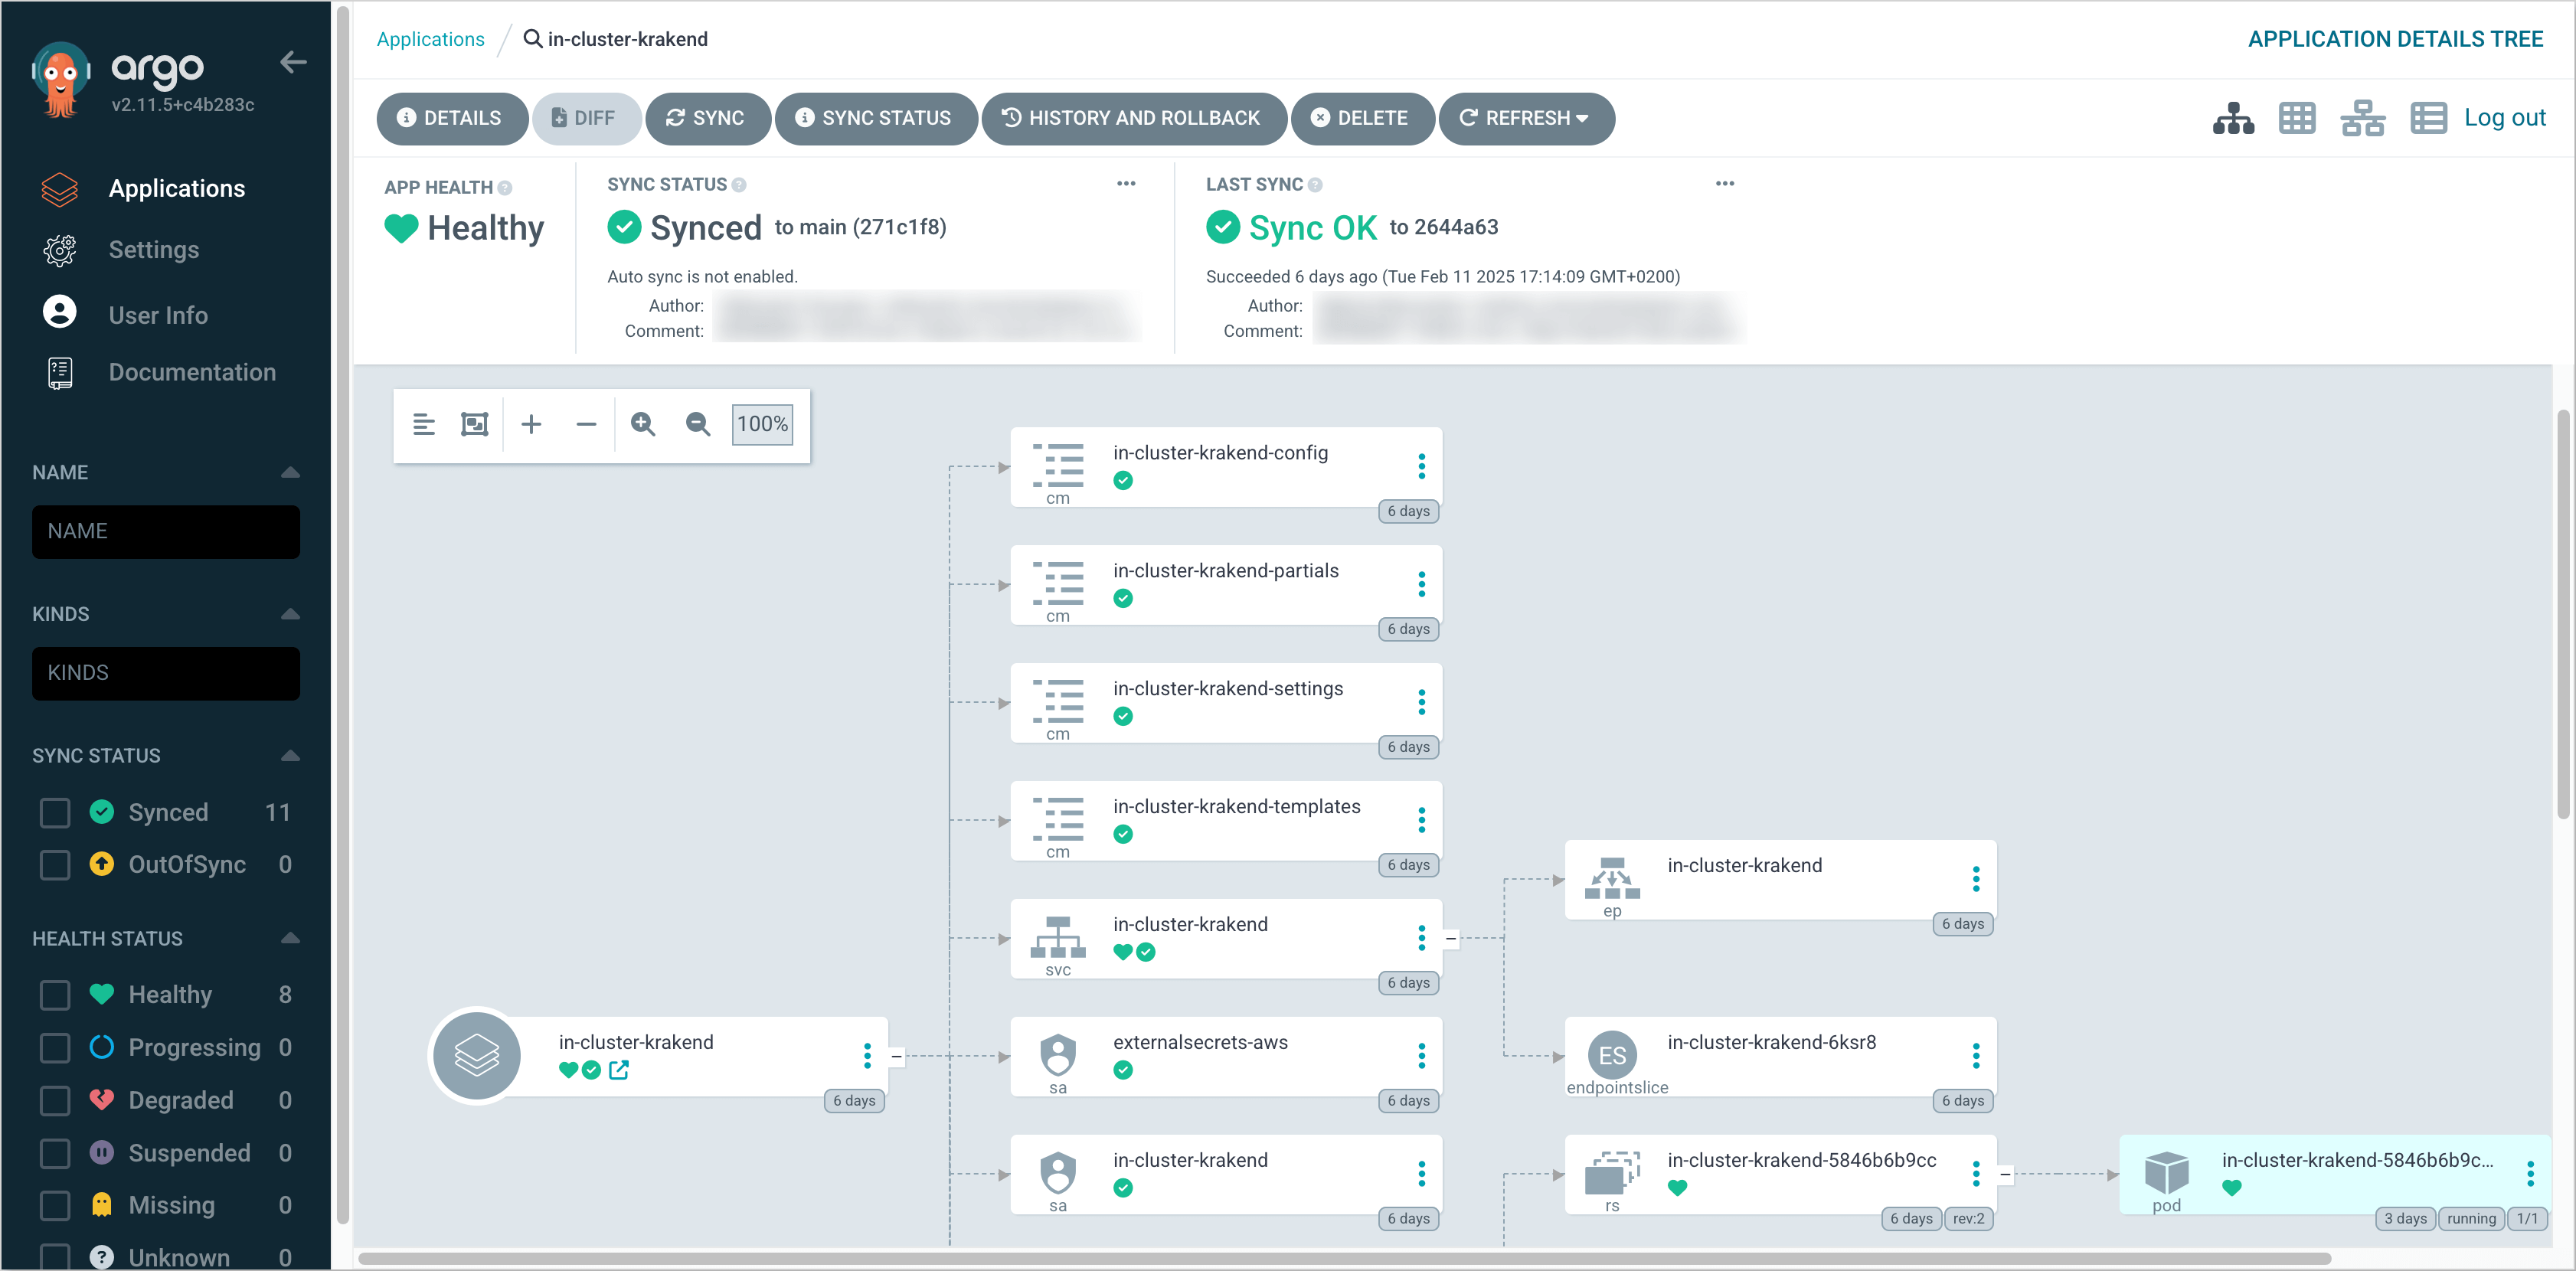 argo
v2.11.5+c4b283c
Applications
Settings
User Info
Documentation
NAME
NAME
KINDS
KINDS
SYNC STATUS
Synced 11
OutOfSync 0
HEALTH STATUS
Healthy 8
Progressing 0
Degraded 0
Suspended 0
Missing 0
Unknown 0
Applications / in-cluster-krakend
APPLICATION DETAILS TREE
DETAILS DIFF SYNC SYNC STATUS HISTORY AND ROLLBACK DELETE REFRESH
Log out
APP HEALTH
Healthy
SYNC STATUS
Synced to main (271c1f8)
Auto sync is not enabled.
Author:
Comment:
LAST SYNC
Sync OK to 2644a63
Succeeded 6 days ago (Tue Feb 11 2025 17:14:09 GMT+0200)
Author:
Comment:
100%
in-cluster-krakend
6 days
in-cluster-krakend-config
cm
6 days
in-cluster-krakend-partials
cm
6 days
in-cluster-krakend-settings
cm
6 days
in-cluster-krakend-templates
cm
6 days
in-cluster-krakend
svc
6 days
externalsecrets-aws
sa
6 days
in-cluster-krakend
sa
6 days
in-cluster-krakend
ep
6 days
ES
in-cluster-krakend-6ksr8
endpointslice
6 days
in-cluster-krakend-5846b6b9cc
rs
6 days rev:2
in-cluster-krakend-5846b6b9c...
pod
3 days running 1/1